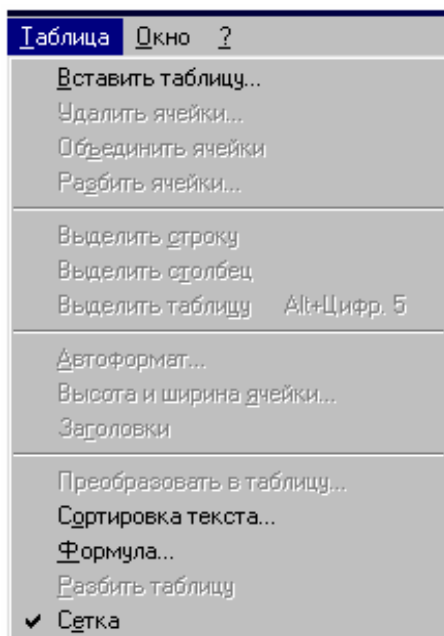 Таблица Окно ?
Вставить таблицу...
Удалить ячейки...
Объединить ячейки
Разбить ячейки...
Выделить строку
Выделить столбец
Выделить таблицу Alt+Цифр. 5
Автоформат...
Высота и ширина ячейки...
Заголовки
Преобразовать в таблицу...
Сортировка текста...
Формула...
Разбить таблицу
Сетка